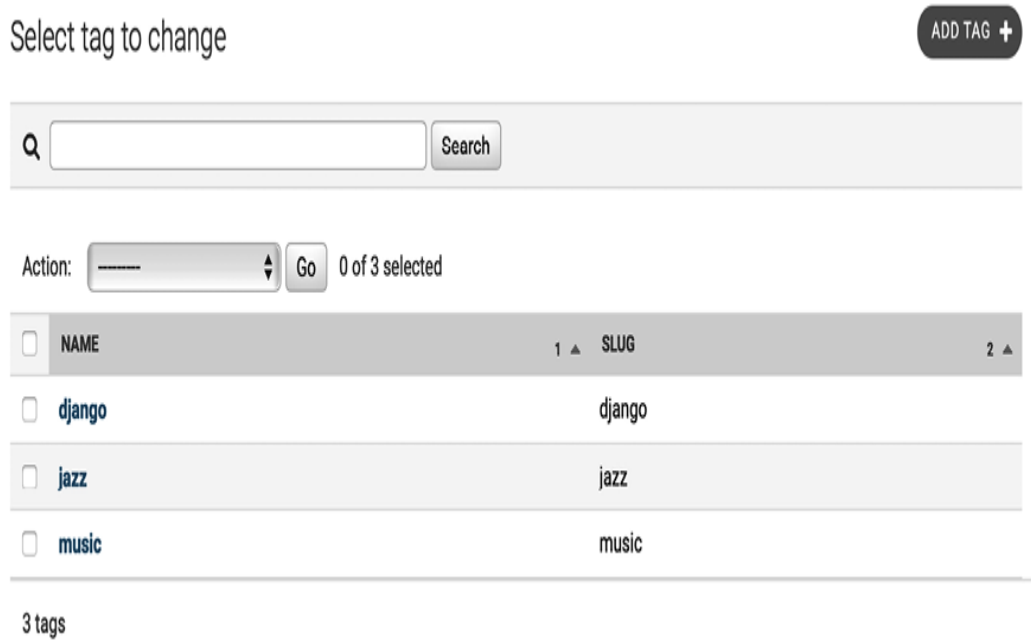 Select tag to change
ADD TAG +
Search
Action: --------- Go 0 of 3 selected
NAME 1 SLUG 2
django django
jazz jazz
music music
3 tags